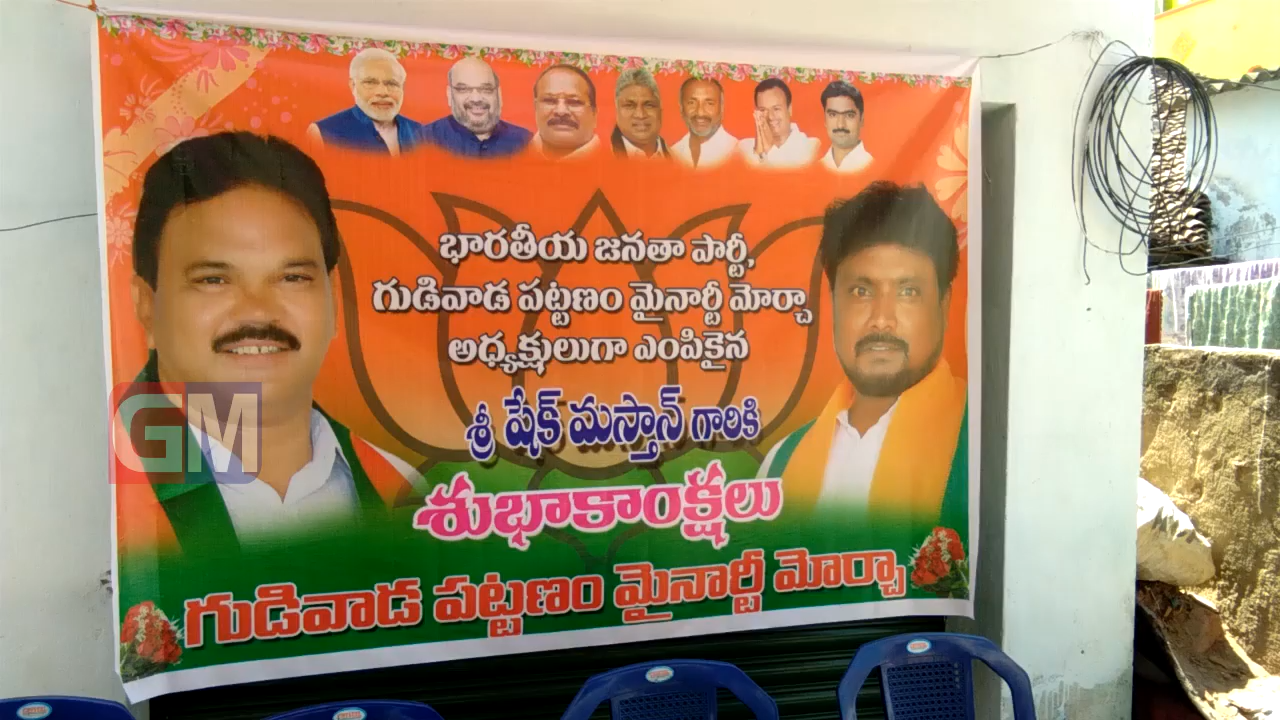 భారతీయ జనతా పార్టీ,
గుడివాడ పట్టణం మైనార్టీ మోర్చా
అధ్యక్షులుగా ఎంపికైన
శ్రీ షేక్ మస్తాన్ గారికి
శుభాకాంక్షలు
గుడివాడ పట్టణం మైనార్టీ మోర్చా
GM